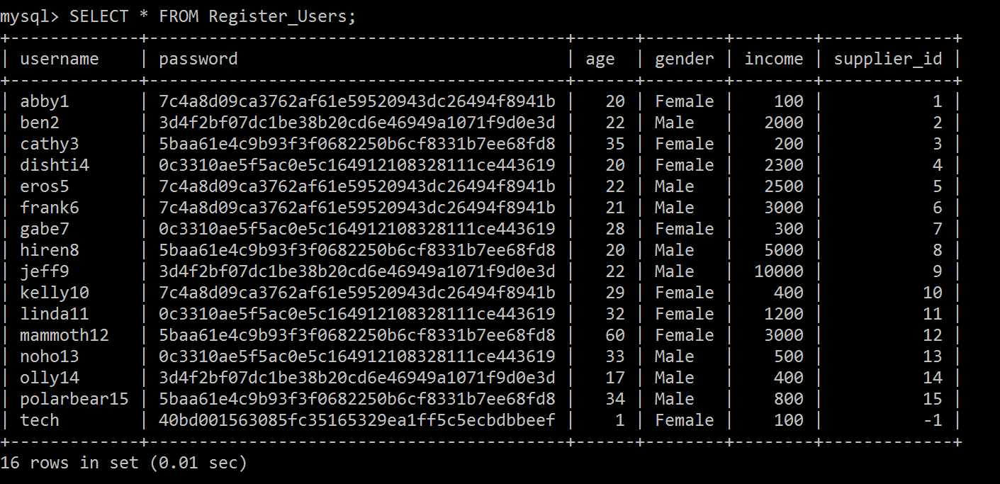 mysql> SELECT * FROM Register_Users;
+-------------+------------------------------------------+------+--------+--------+-------------+
| username    | password                                 | age  | gender | income | supplier_id |
+-------------+------------------------------------------+------+--------+--------+-------------+
| abby1       | 7c4a8d09ca3762af61e59520943dc26494f8941b |   20 | Female |    100 |           1 |
| ben2        | 3d4f2bf07dc1be38b20cd6e46949a1071f9d0e3d |   22 | Male   |   2000 |           2 |
| cathy3      | 5baa61e4c9b93f3f0682250b6cf8331b7ee68fd8 |   35 | Female |    200 |           3 |
| dishti4     | 0c3310ae5f5ac0e5c164912108328111ce443619 |   20 | Female |   2300 |           4 |
| eros5       | 7c4a8d09ca3762af61e59520943dc26494f8941b |   22 | Male   |   2500 |           5 |
| frank6      | 7c4a8d09ca3762af61e59520943dc26494f8941b |   21 | Male   |   3000 |           6 |
| gabe7       | 0c3310ae5f5ac0e5c164912108328111ce443619 |   28 | Female |    300 |           7 |
| hiren8      | 5baa61e4c9b93f3f0682250b6cf8331b7ee68fd8 |   20 | Male   |   5000 |           8 |
| jeff9       | 3d4f2bf07dc1be38b20cd6e46949a1071f9d0e3d |   22 | Male   |  10000 |           9 |
| kelly10     | 7c4a8d09ca3762af61e59520943dc26494f8941b |   29 | Female |    400 |          10 |
| linda11     | 0c3310ae5f5ac0e5c164912108328111ce443619 |   32 | Female |   1200 |          11 |
| mammoth12   | 5baa61e4c9b93f3f0682250b6cf8331b7ee68fd8 |   60 | Female |   3000 |          12 |
| noho13      | 0c3310ae5f5ac0e5c164912108328111ce443619 |   33 | Male   |    500 |          13 |
| olly14      | 3d4f2bf07dc1be38b20cd6e46949a1071f9d0e3d |   17 | Male   |    400 |          14 |
| polarbear15 | 5baa61e4c9b93f3f0682250b6cf8331b7ee68fd8 |   34 | Male   |    800 |          15 |
| tech        | 40bd001563085fc35165329ea1ff5c5ecbdbbeef |    1 | Female |    100 |          -1 |
+-------------+------------------------------------------+------+--------+--------+-------------+
16 rows in set (0.01 sec)